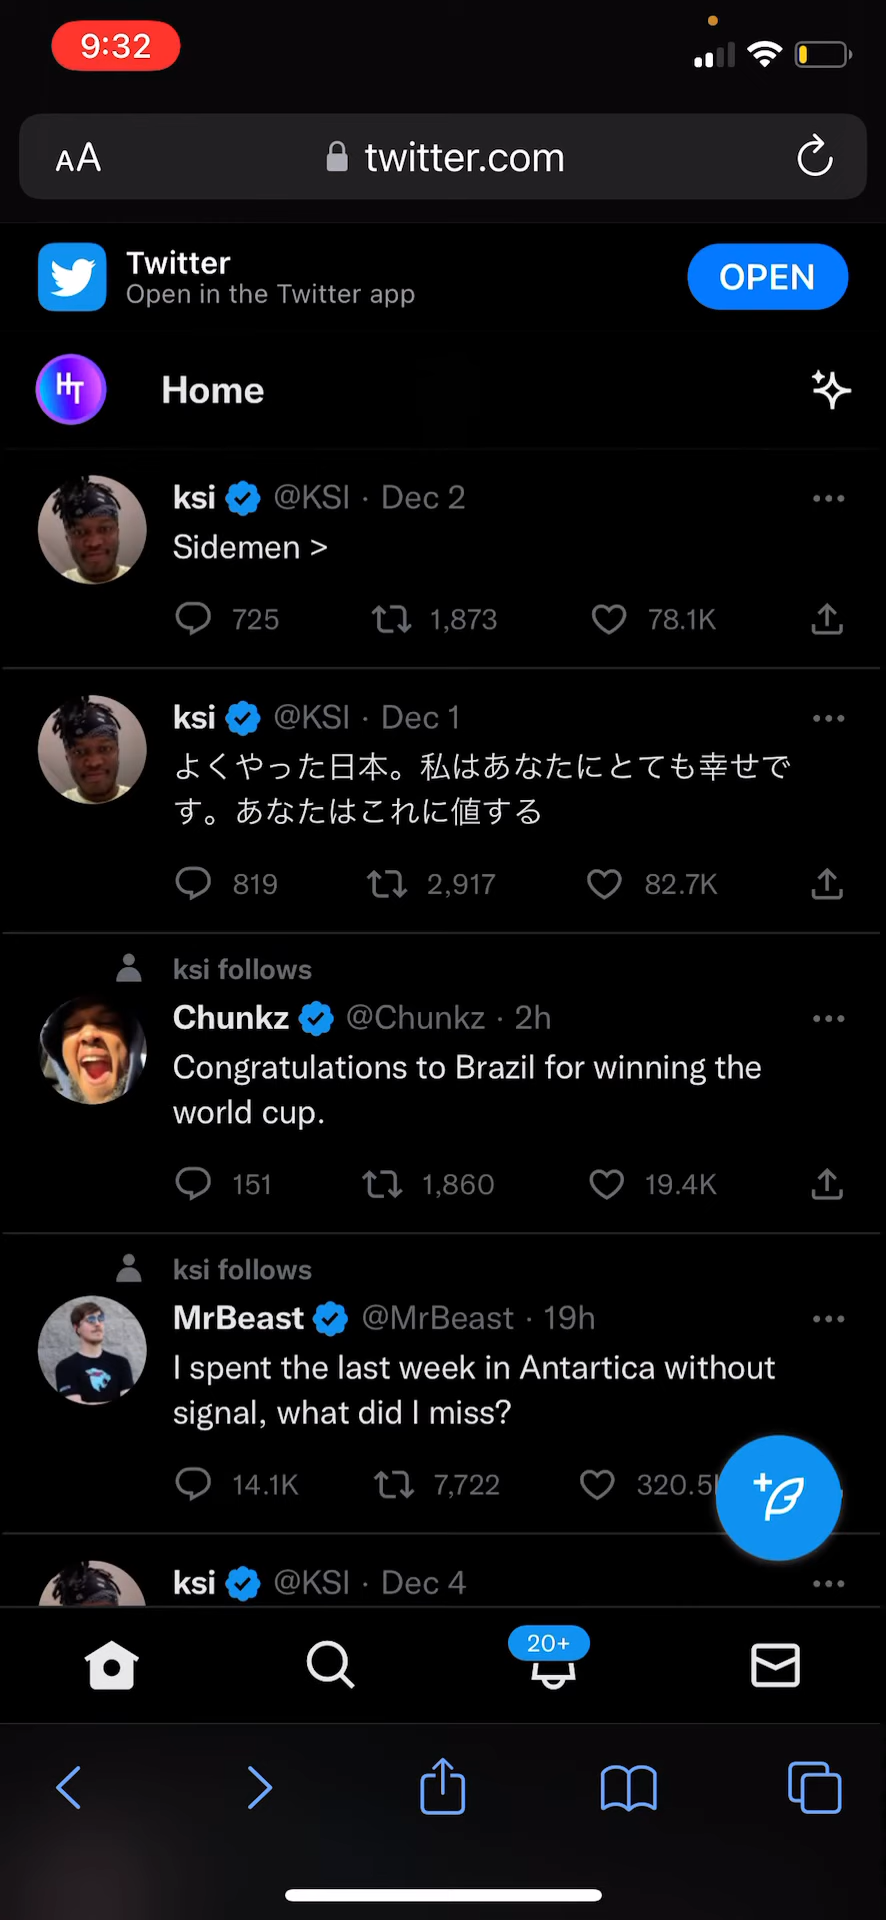 9:32
AA twitter.com
Twitter
Open in the Twitter app
OPEN
HT Home
ksi @KSI · Dec 2
Sidemen >
725 1,873 78.1K
ksi @KSI · Dec 1
よくやった日本。私はあなたにとても幸せで
す。あなたはこれに値する
819 2,917 82.7K
ksi follows
Chunkz @Chunkz · 2h
Congratulations to Brazil for winning the
world cup.
151 1,860 19.4K
ksi follows
MrBeast @MrBeast · 19h
I spent the last week in Antartica without
signal, what did I miss?
14.1K 7,722 320.5
ksi @KSI · Dec 4
20+